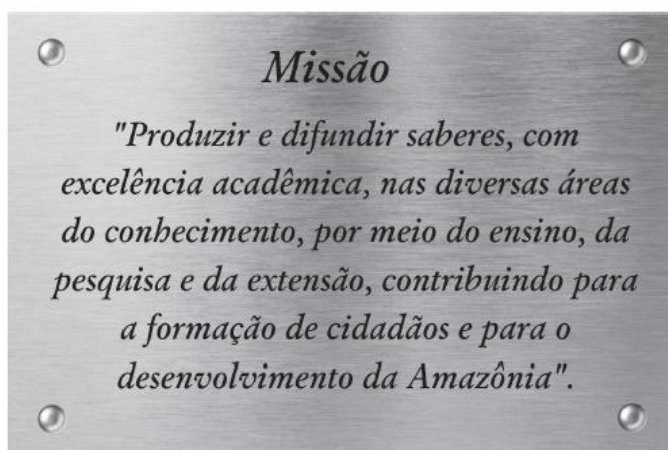 Missão
"Produzir e difundir saberes, com
excelência acadêmica, nas diversas áreas
do conhecimento, por meio do ensino, da
pesquisa e da extensão, contribuindo para
a formação de cidadãos e para o
desenvolvimento da Amazônia".